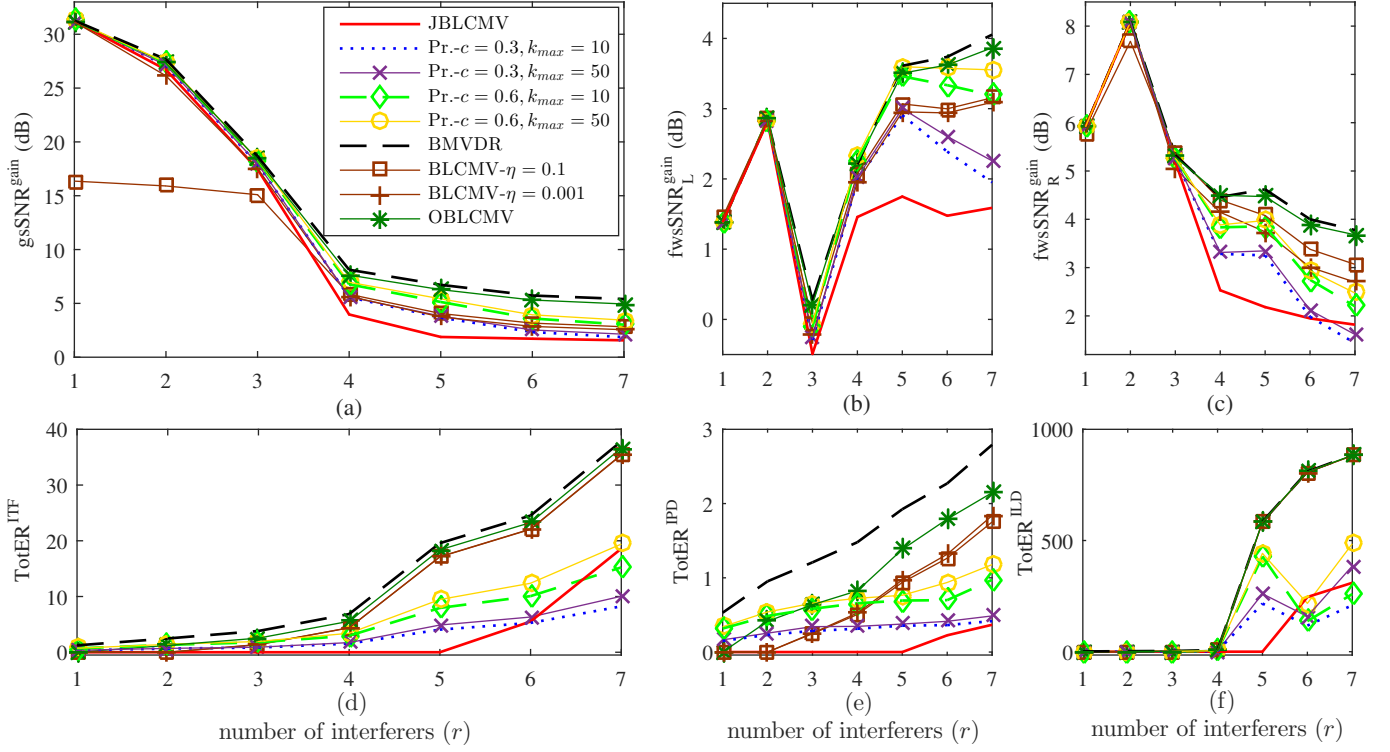 gsSNR^gain (dB)
30
25
20
15
10
5
0
1 2 3 4 5 6 7
(a)
JBLCMV
Pr.-c = 0.3, k_max = 10
Pr.-c = 0.3, k_max = 50
Pr.-c = 0.6, k_max = 10
Pr.-c = 0.6, k_max = 50
BMVDR
BLCMV-η = 0.1
BLCMV-η = 0.001
OBLCMV
fwsSNR_L^gain (dB)
4
3
2
1
0
1 2 3 4 5 6 7
(b)
fwsSNR_R^gain (dB)
8
7
6
5
4
3
2
1 2 3 4 5 6 7
(c)
TotER^ITF
40
30
20
10
0
1 2 3 4 5 6 7
(d)
number of interferers (r)
TotER^IPD
3
2
1
0
1 2 3 4 5 6 7
(e)
number of interferers (r)
TotER^ILD
1000
500
0
1 2 3 4 5 6 7
(f)
number of interferers (r)